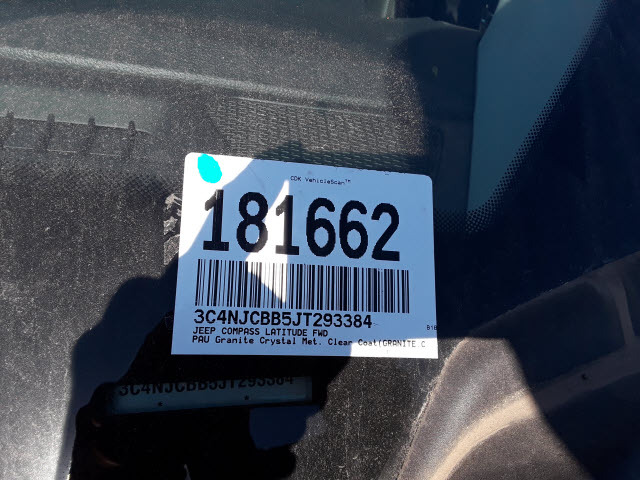 CDK VehicleScan™
181662
3C4NJCBB5JT293384
JEEP COMPASS LATITUDE FWD
PAU Granite Crystal Met. Clear Coat(GRANITE C
3C4NJCBB5JT293384